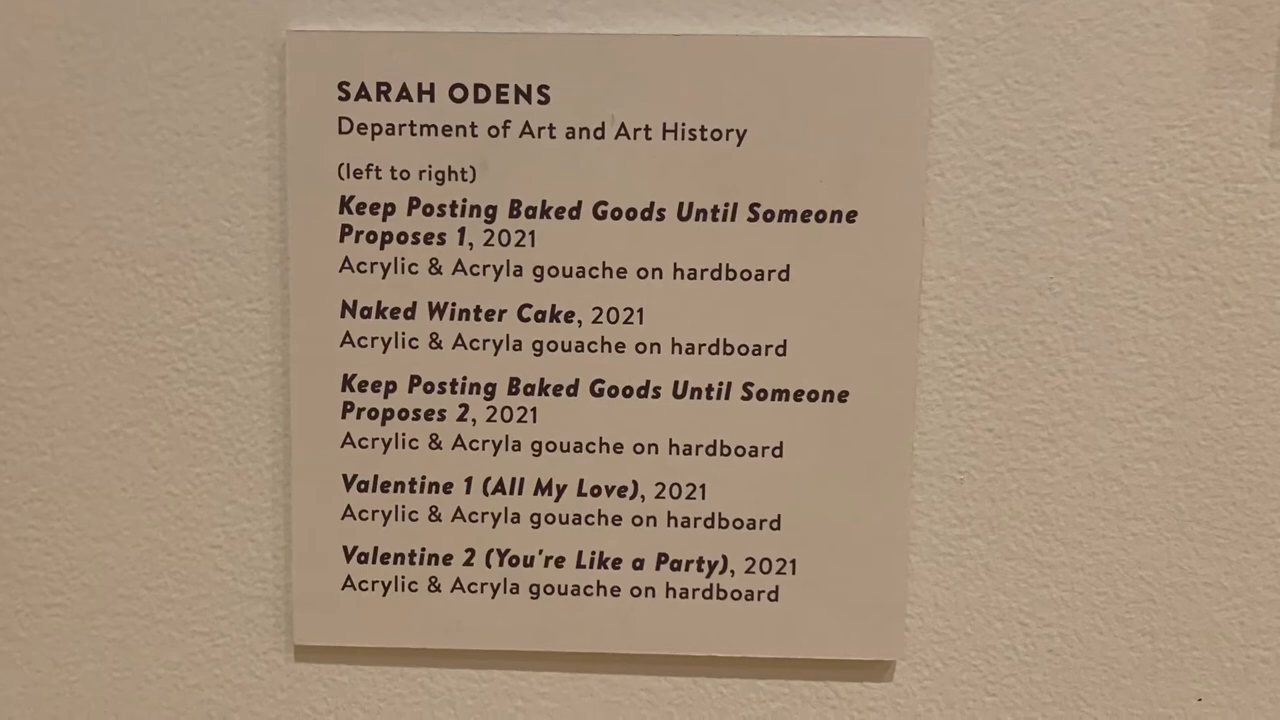 SARAH ODENS
Department of Art and Art History
(left to right)
Keep Posting Baked Goods Until Someone
Proposes 1, 2021
Acrylic & Acryla gouache on hardboard
Naked Winter Cake, 2021
Acrylic & Acryla gouache on hardboard
Keep Posting Baked Goods Until Someone
Proposes 2, 2021
Acrylic & Acryla gouache on hardboard
Valentine 1 (All My Love), 2021
Acrylic & Acryla gouache on hardboard
Valentine 2 (You're Like a Party), 2021
Acrylic & Acryla gouache on hardboard